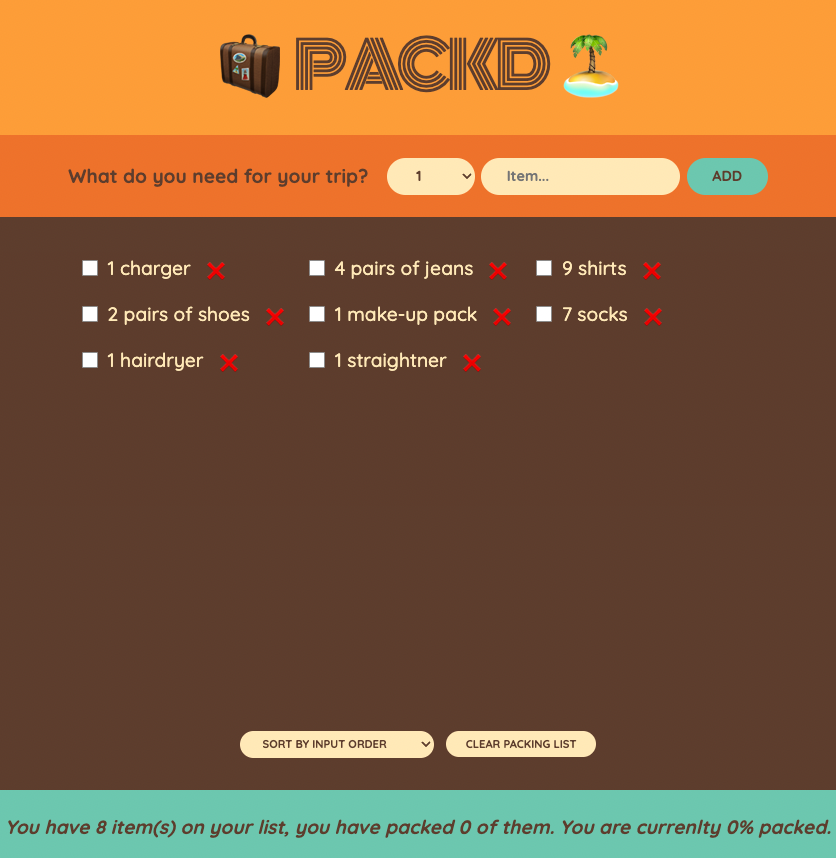 PACKD
What do you need for your trip? 1 Item... ADD
1 charger 4 pairs of jeans 9 shirts
2 pairs of shoes 1 make-up pack 7 socks
1 hairdryer 1 straightner
SORT BY INPUT ORDER CLEAR PACKING LIST
You have 8 item(s) on your list, you have packed 0 of them. You are currenlty 0% packed.